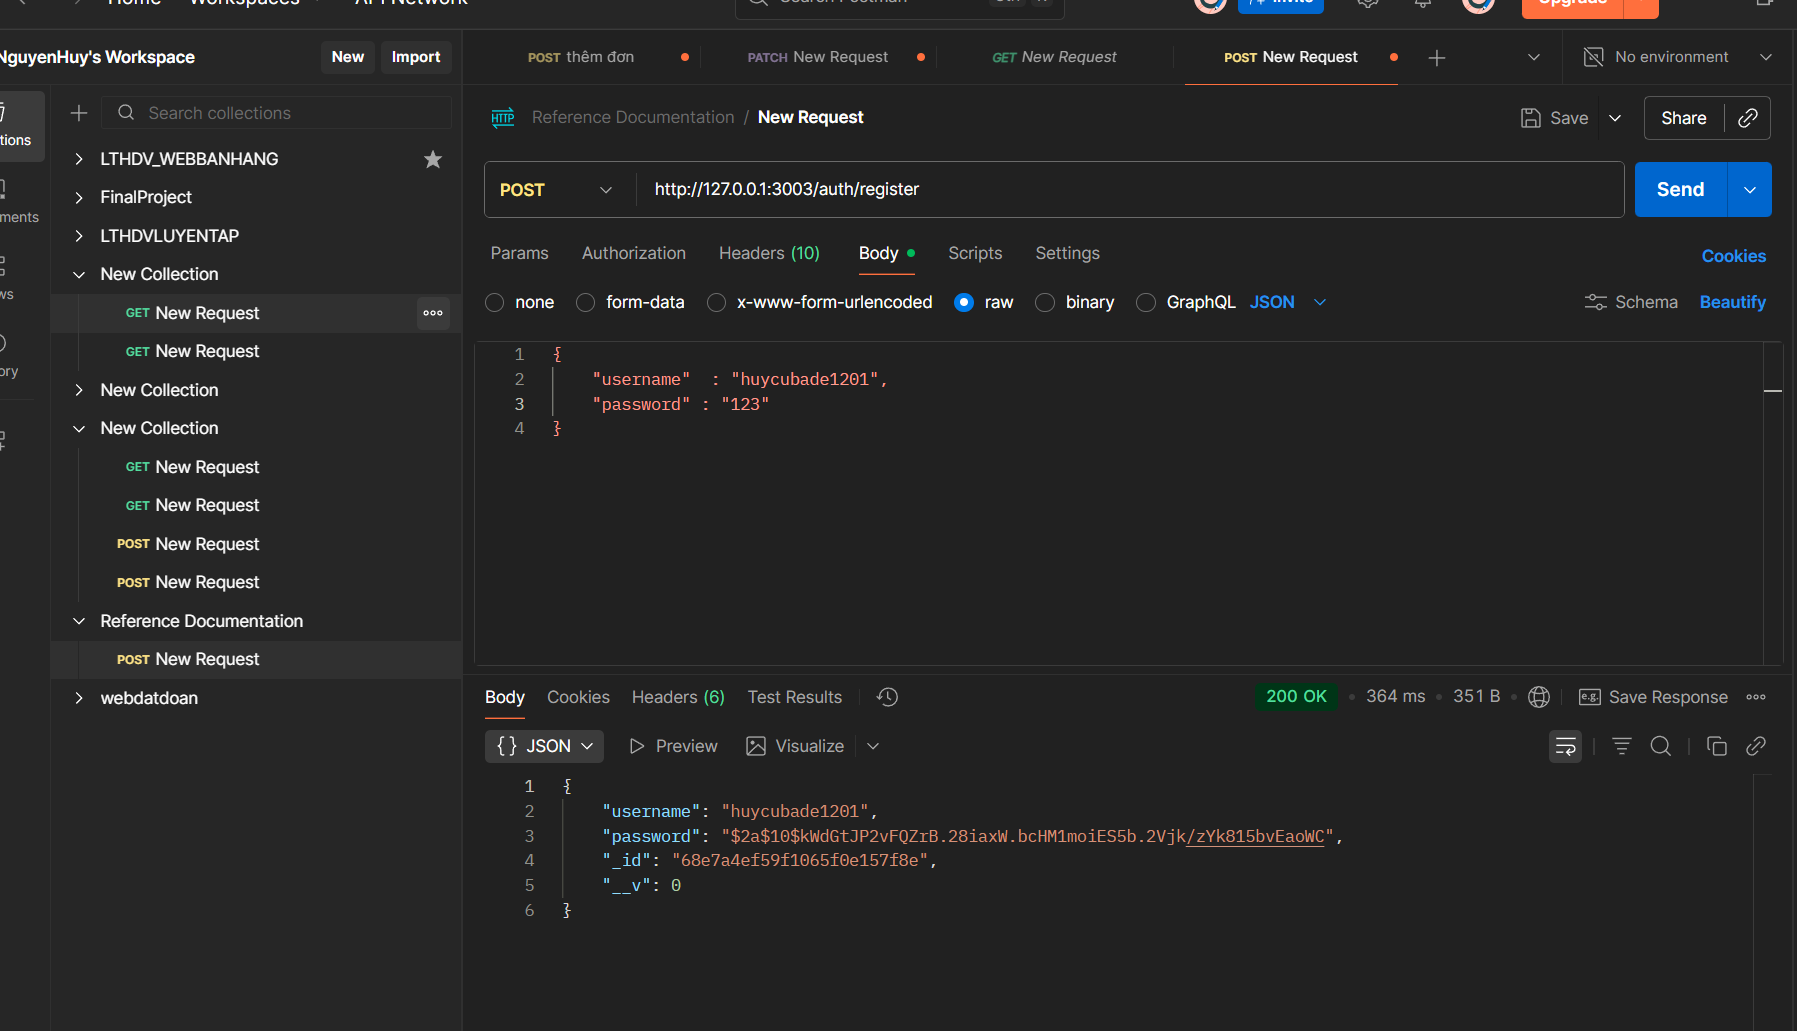 Home Workspaces API Network
Search Postman
Ctrl K
Invite
Upgrade
NguyenHuy's Workspace
New Import
POST thêm đơn
PATCH New Request
GET New Request
POST New Request
No environment
Search collections
LTHDV_WEBBANHANG
FinalProject
LTHDVLUYENTAP
New Collection
GET New Request
GET New Request
New Collection
New Collection
GET New Request
GET New Request
POST New Request
POST New Request
Reference Documentation
POST New Request
webdatdoan
tions
ments
ws
ory
HTTP Reference Documentation / New Request
Save
Share
POST http://127.0.0.1:3003/auth/register
Send
Params Authorization Headers (10) Body Scripts Settings
Cookies
none form-data x-www-form-urlencoded raw binary GraphQL JSON
Schema Beautify
1 {
2 "username" : "huycubade1201",
3 "password" : "123"
4 }
Body Cookies Headers (6) Test Results
200 OK • 364 ms • 351 B •
e.g. Save Response
{} JSON Preview Visualize
1 {
2 "username": "huycubade1201",
3 "password": "$2a$10$kWdGtJP2vFQZrB.28iaxW.bcHM1moiES5b.2Vjk/zYk815bvEaoWC",
4 "_id": "68e7a4ef59f1065f0e157f8e",
5 "__v": 0
6 }